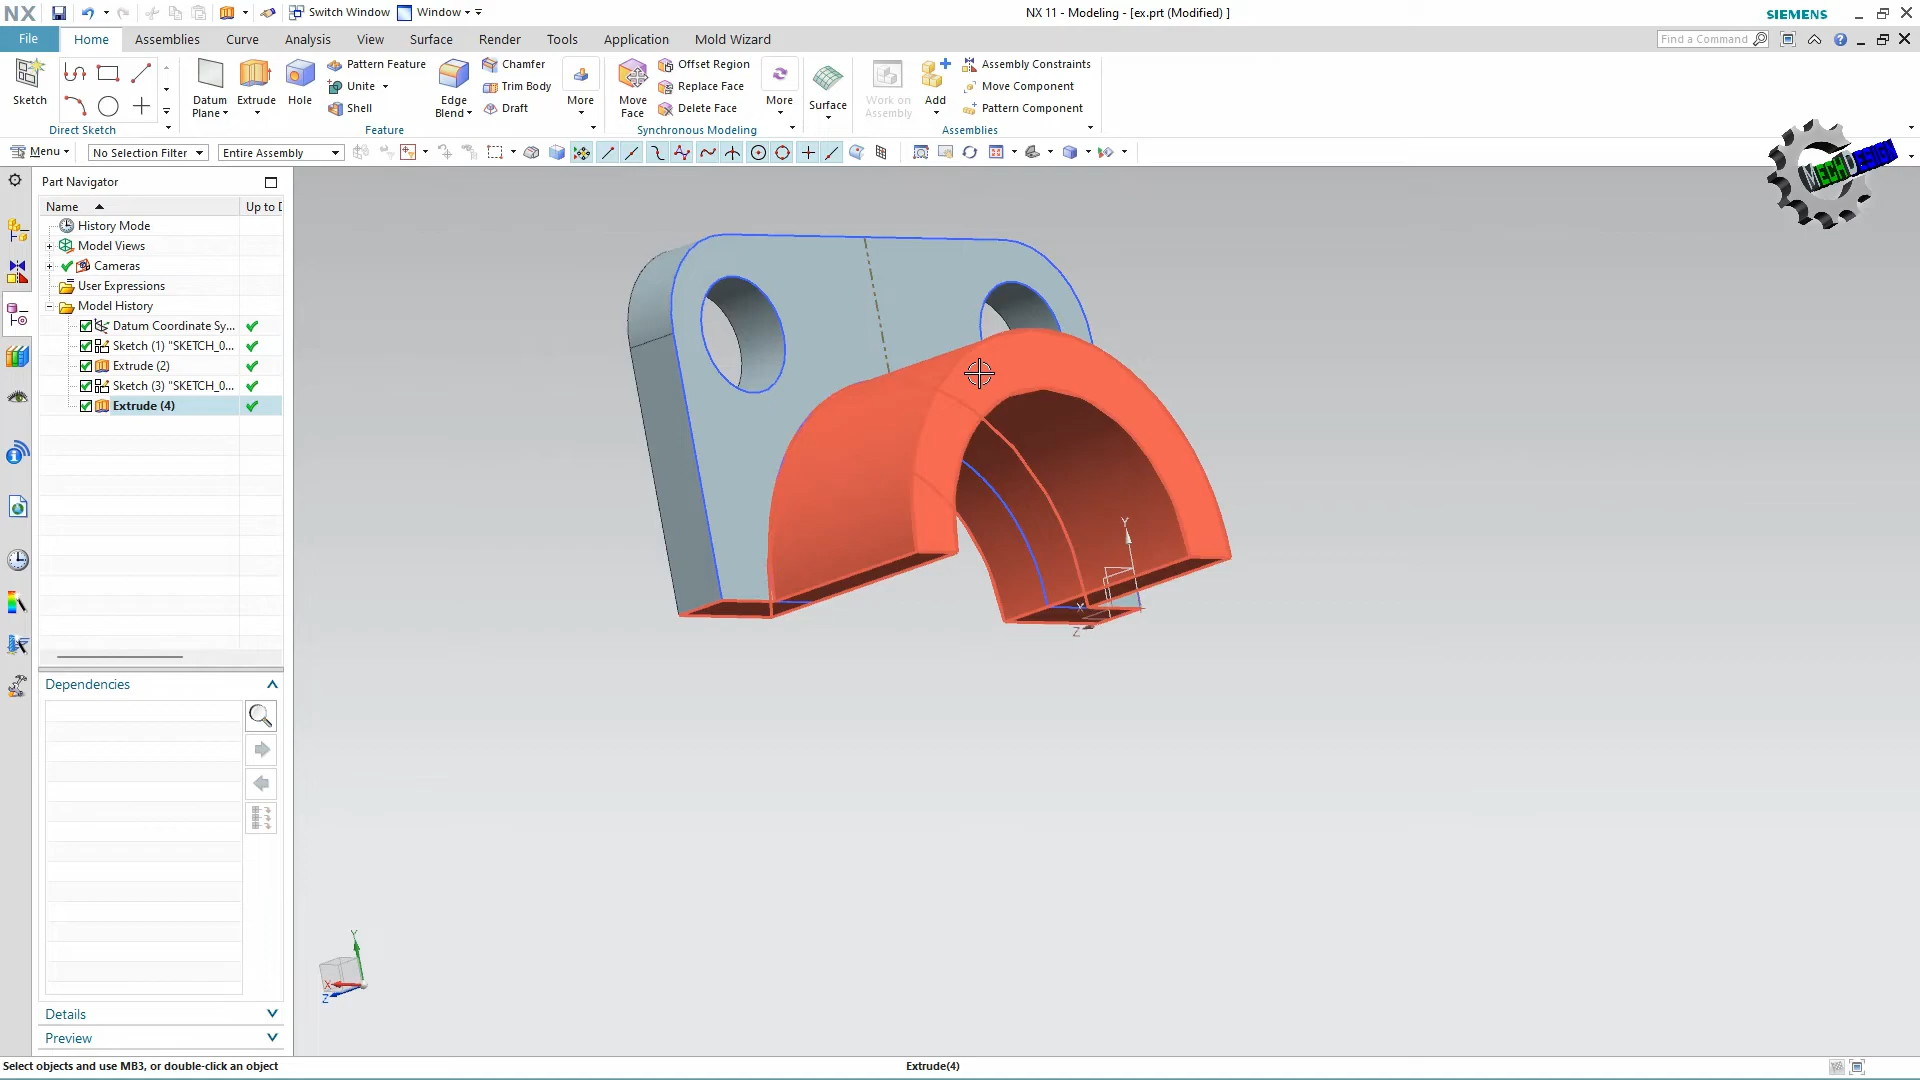 NX Switch Window Window NX 11 - Modeling - [ex.prt (Modified) ] SIEMENS
File Home Assemblies Curve Analysis View Surface Render Tools Application Mold Wizard Find a Command
Sketch
Direct Sketch
Datum Plane
Extrude
Hole
Pattern Feature
Unite
Shell
Edge Blend
Chamfer
Trim Body
Draft
More
Feature
Move Face
Offset Region
Replace Face
Delete Face
More
Synchronous Modeling
Surface
Work on Assembly
Add
Assembly Constraints
Move Component
Pattern Component
Assemblies
Menu No Selection Filter Entire Assembly
MECHDESIGN
Part Navigator
Name Up to D
History Mode
Model Views
Cameras
User Expressions
Model History
Datum Coordinate Sy...
Sketch (1) "SKETCH_0...
Extrude (2)
Sketch (3) "SKETCH_0...
Extrude (4)
Y
X
Z
Dependencies
Y
X
Z
Details
Preview
Select objects and use MB3, or double-click an object Extrude(4)